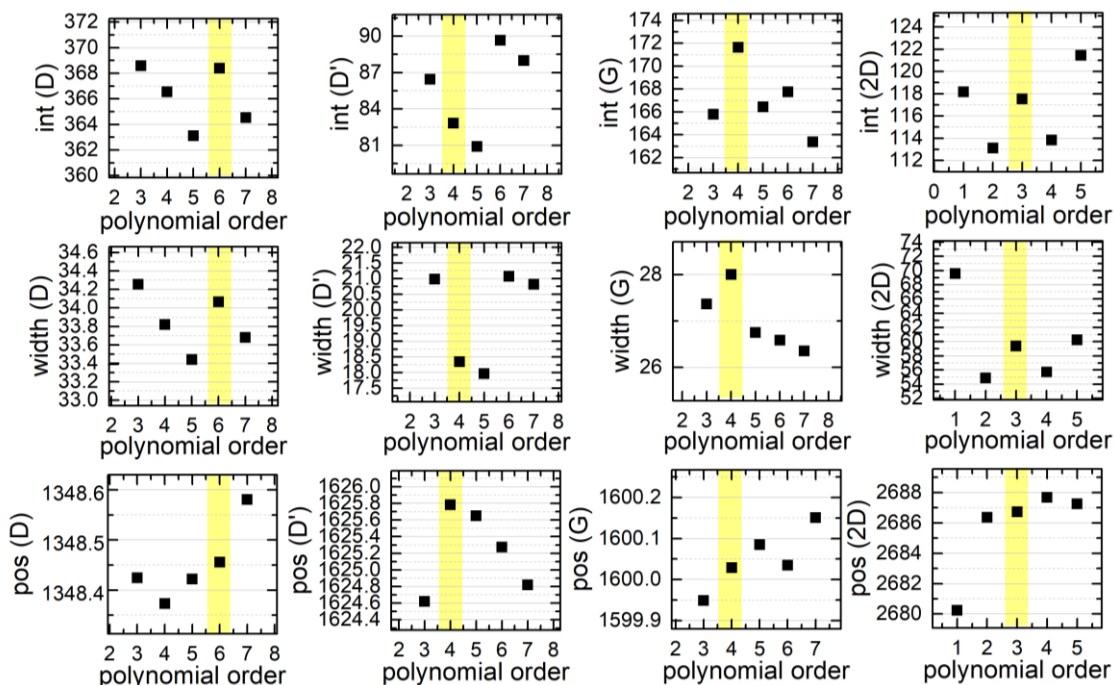 int (D)
372
370
368
366
364
362
360
2 3 4 5 6 7 8
polynomial order
int (D')
90
87
84
81
2 3 4 5 6 7 8
polynomial order
int (G)
174
172
170
168
166
164
162
2 3 4 5 6 7 8
polynomial order
int (2D)
124
122
120
118
116
114
112
0 1 2 3 4 5
polynomial order
width (D)
34.6
34.4
34.2
34.0
33.8
33.6
33.4
33.2
33.0
2 3 4 5 6 7 8
polynomial order
width (D')
22.0
21.5
21.0
20.5
20.0
19.5
19.0
18.5
18.0
17.5
2 3 4 5 6 7 8
polynomial order
width (G)
28
26
2 3 4 5 6 7 8
polynomial order
width (2D)
74
72
70
68
66
64
62
60
58
56
54
52
1 2 3 4 5
polynomial order
pos (D)
1348.6
1348.5
1348.4
2 3 4 5 6 7 8
polynomial order
pos (D')
1626.0
1625.8
1625.6
1625.4
1625.2
1625.0
1624.8
1624.6
1624.4
2 3 4 5 6 7 8
polynomial order
pos (G)
1600.2
1600.1
1600.0
1599.9
2 3 4 5 6 7
polynomial order
pos (2D)
2688
2686
2684
2682
2680
1 2 3 4 5
polynomial order